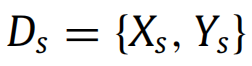 D_s = {X_s, Y_s}